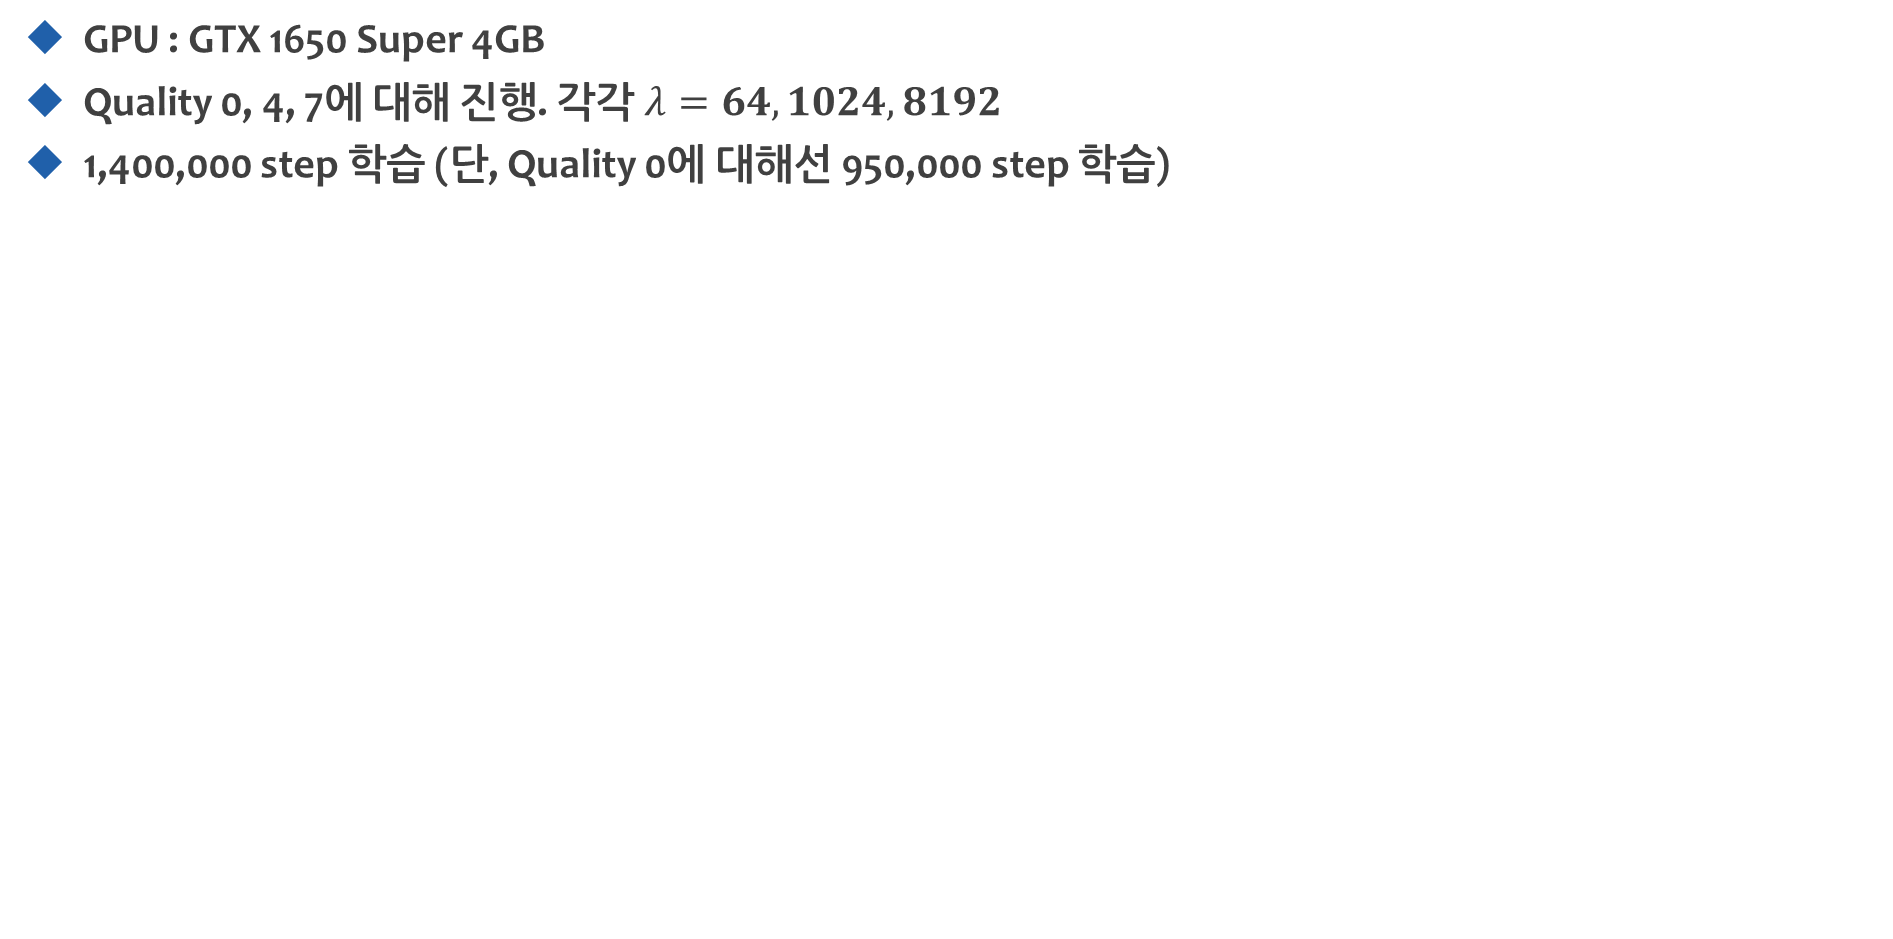 ◆ GPU : GTX 1650 Super 4GB
◆ Quality 0, 4, 7에 대해 진행. 각각 λ = 64, 1024, 8192
◆ 1,400,000 step 학습 (단, Quality 0에 대해선 950,000 step 학습)